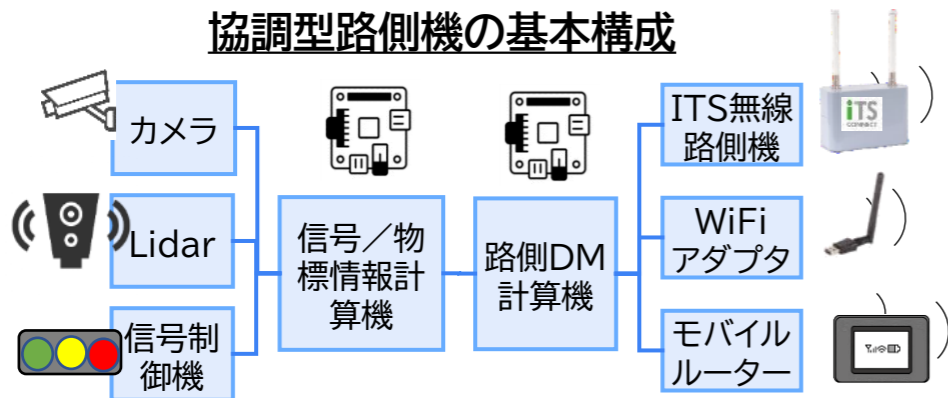 協調型路側機の基本構成
カメラ
Lidar
信号制
御機
信号／物
標情報計
算機
路側DM
計算機
ITS無線
路側機
WiFi
アダプタ
モバイル
ルーター
iTS
CONNECT